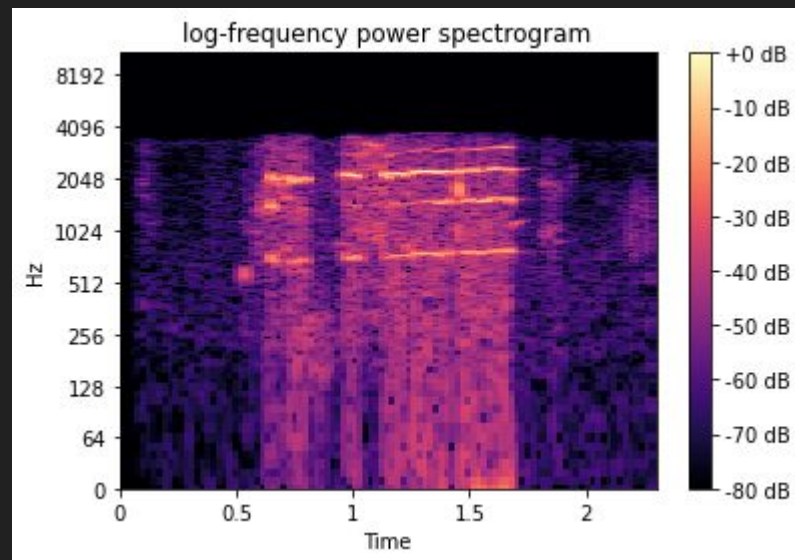 log-frequency power spectrogram
8192
4096
2048
1024
512
256
128
64
0
Hz
0
0.5
1
1.5
2
Time
+0 dB
-10 dB
-20 dB
-30 dB
-40 dB
-50 dB
-60 dB
-70 dB
-80 dB